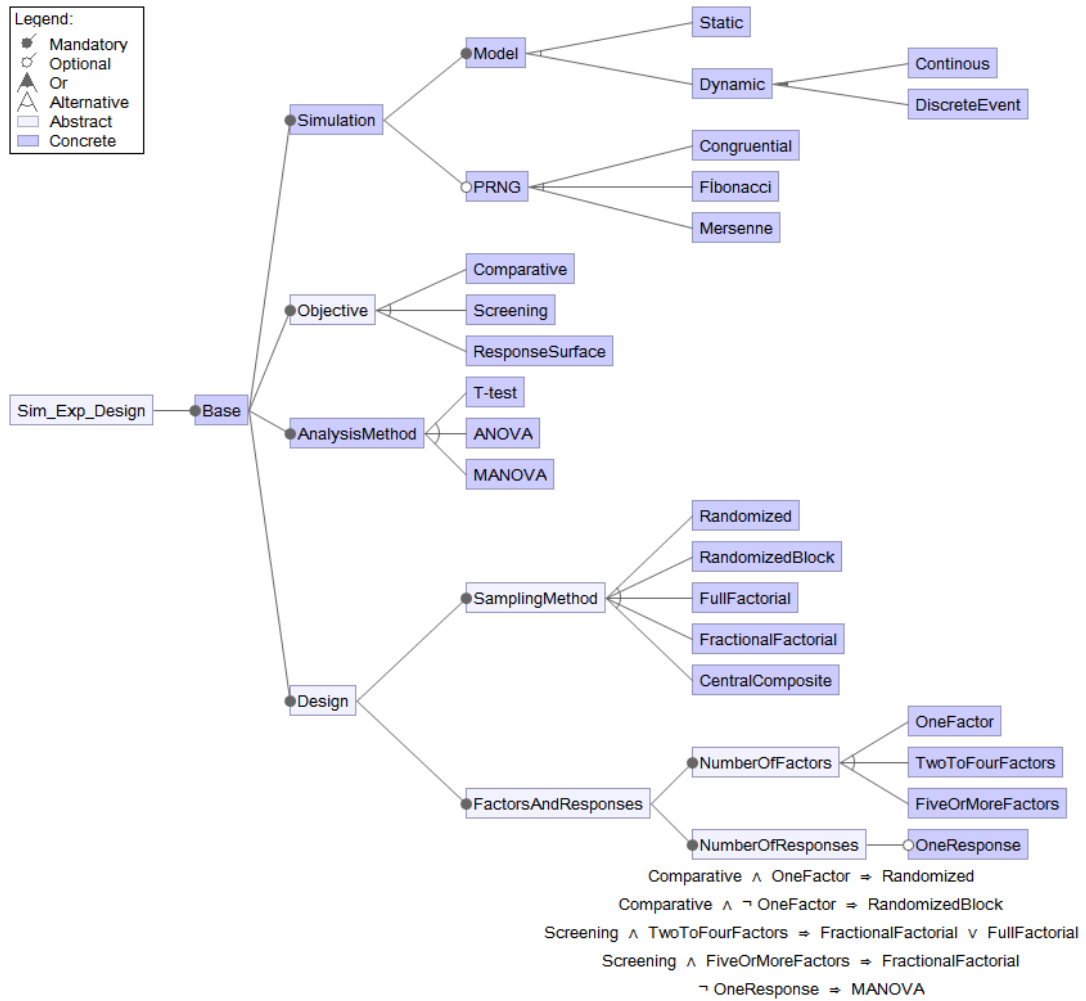 Legend:
Mandatory
Optional
Or
Alternative
Abstract
Concrete
Sim_Exp_Design
Base
Simulation
Model
Static
Dynamic
Continous
DiscreteEvent
PRNG
Congruential
Fİbonacci
Mersenne
Objective
Comparative
Screening
ResponseSurface
AnalysisMethod
T-test
ANOVA
MANOVA
Design
SamplingMethod
Randomized
RandomizedBlock
FullFactorial
FractionalFactorial
CentralComposite
FactorsAndResponses
NumberOfFactors
OneFactor
TwoToFourFactors
FiveOrMoreFactors
NumberOfResponses
OneResponse
Comparative ∧ OneFactor ⇒ Randomized
Comparative ∧ ¬ OneFactor ⇒ RandomizedBlock
Screening ∧ TwoToFourFactors ⇒ FractionalFactorial ∨ FullFactorial
Screening ∧ FiveOrMoreFactors ⇒ FractionalFactorial
¬ OneResponse ⇒ MANOVA